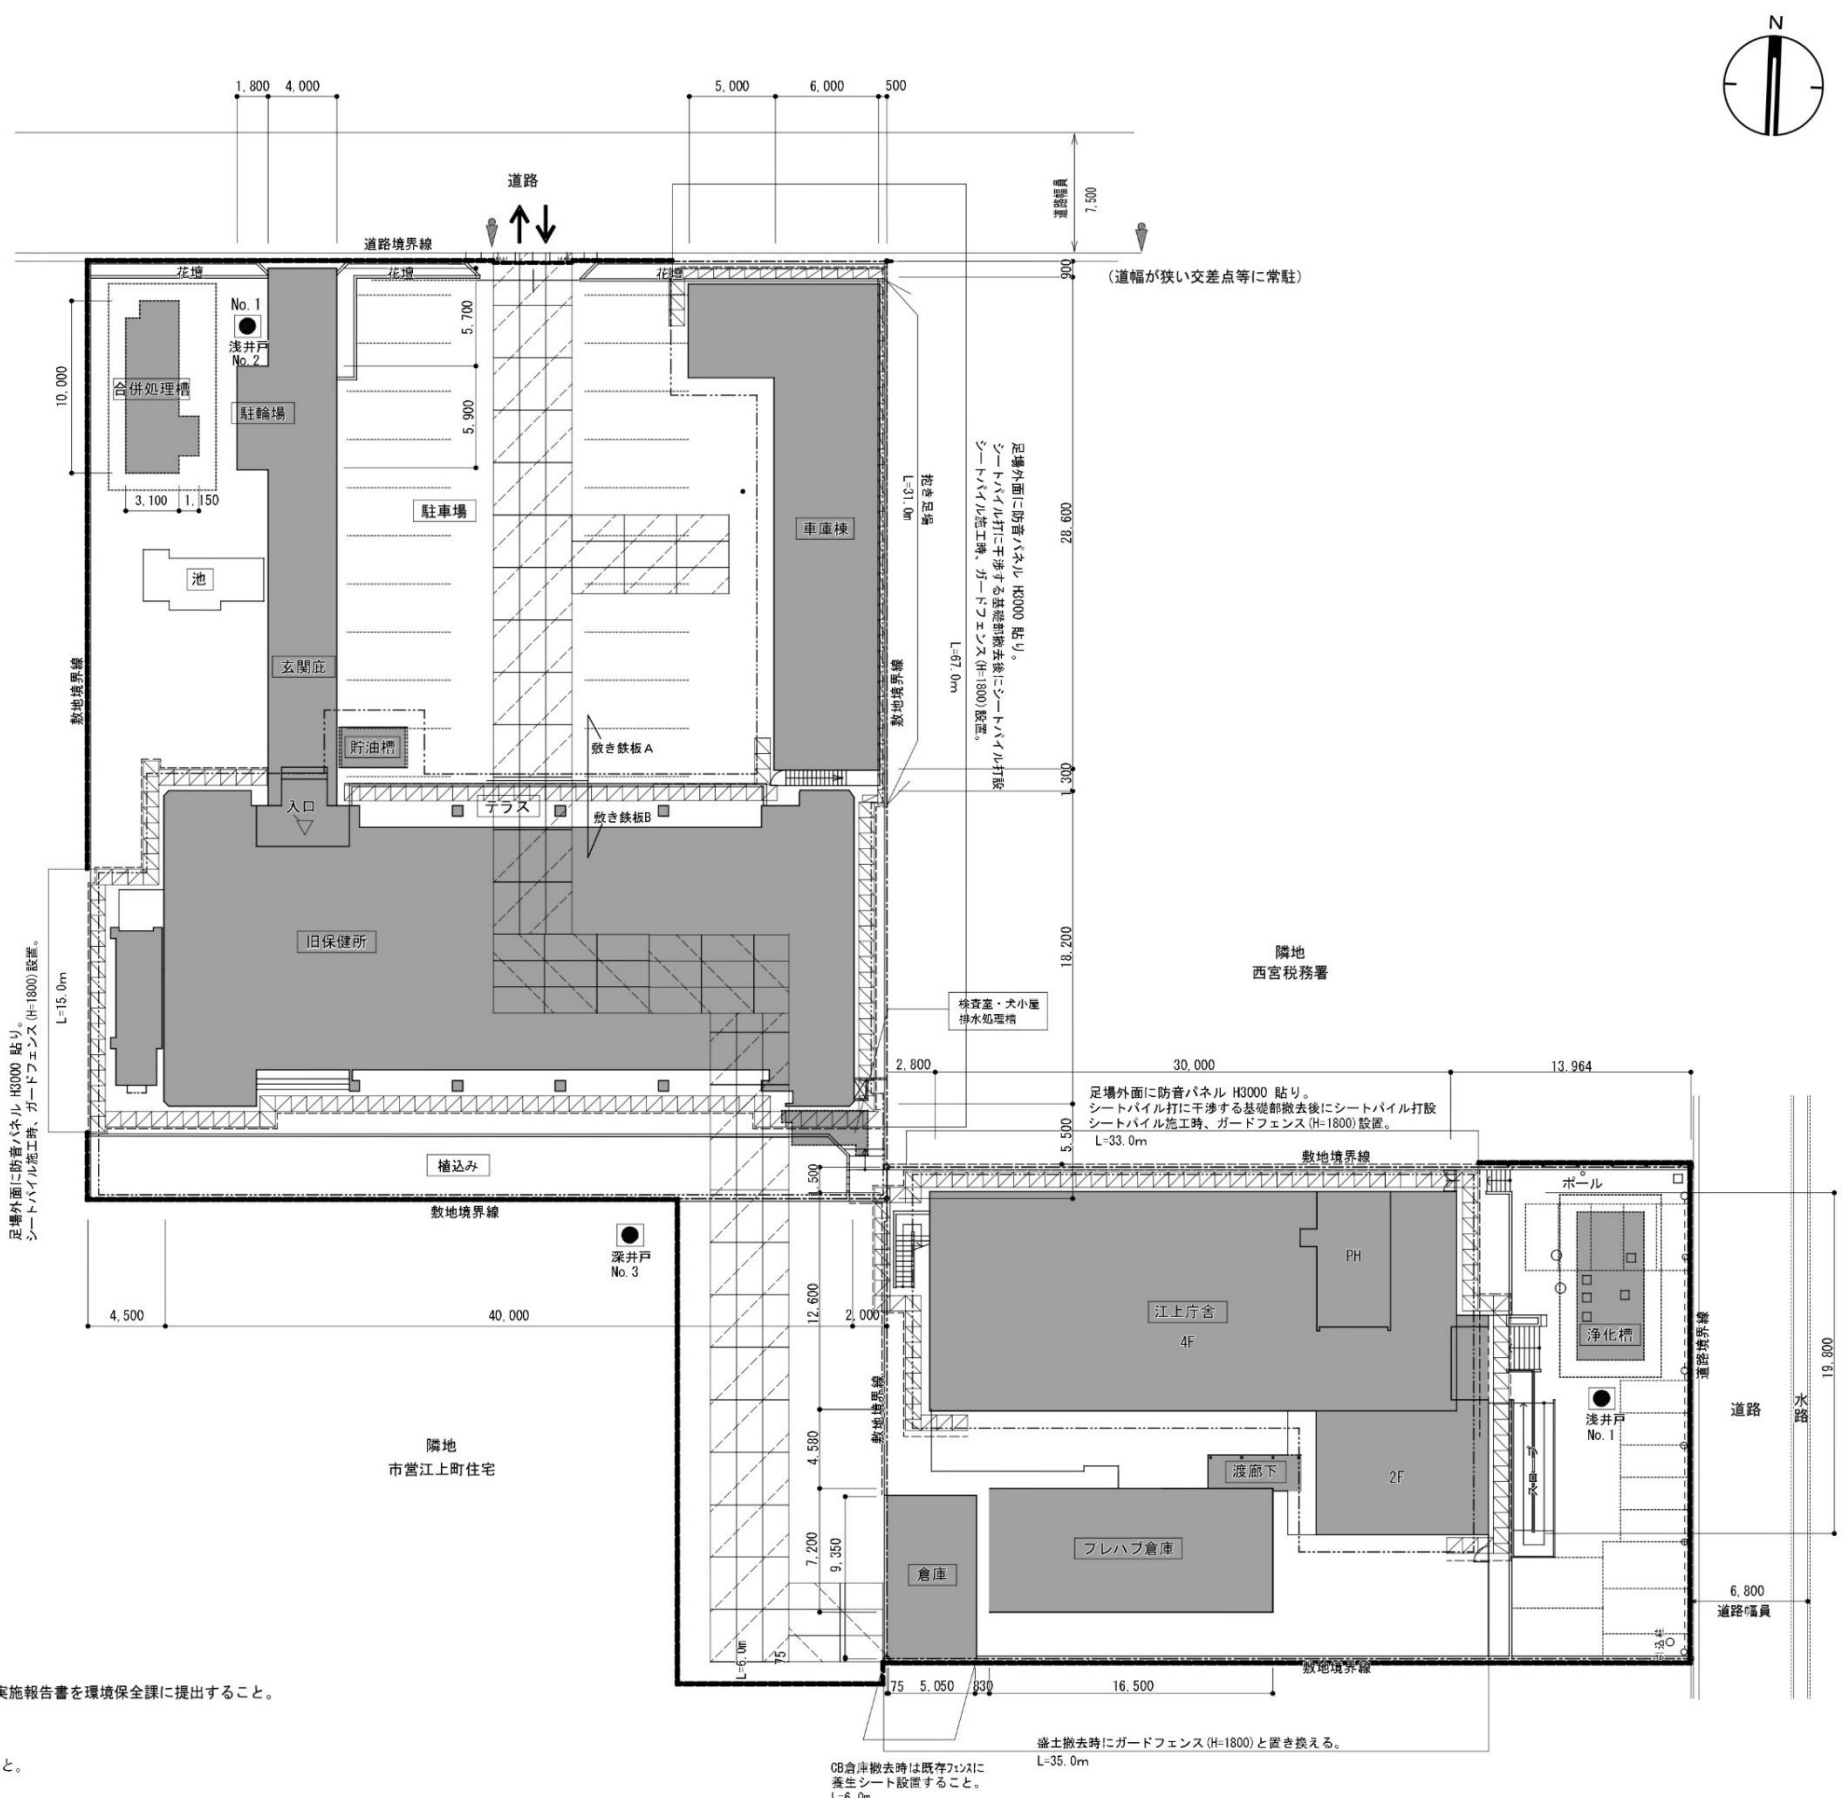 N
1,800
4,000
5,000
6,000
500
道路
道路幅員
7,500
道路境界線
花壇
花壇
花壇
900
(道幅が狭い交差点等に常駐)
No.1
浅井戸
No.2
10,000
合併処理槽
駐輪場
5,700
5,900
3,100
1,150
駐車場
車庫棟
抱き足場
L=31.0m
足場外面に防音パネル H3000 貼り。
シートパイル打に干渉する基礎部撤去後にシートパイル打設
シートパイル施工時、ガードフェンス(H=1800)設置。
L=67.0m
28,600
池
玄関庇
敷地境界線
敷地境界線
貯油槽
敷き鉄板A
1,300
入口
テラス
敷き鉄板B
旧保健所
18,200
隣地
西宮税務署
検査室・犬小屋
排水処理槽
足場外面に防音パネル H3000 貼り。
シートパイル施工時、ガードフェンス(H=1800)設置。
L=15.0m
2,800
30,000
13,964
足場外面に防音パネル H3000 貼り。
シートパイル打に干渉する基礎部撤去後にシートパイル打設
シートパイル施工時、ガードフェンス(H=1800)設置。
L=33.0m
5,500
敷地境界線
植込み
500
ポール
敷地境界線
深井戸
No.3
PH
4,500
40,000
2,000
12,600
江上庁舎
4F
浄化槽
道路境界線
19,800
敷地境界線
浅井戸
No.1
道路
水路
隣地
市営江上町住宅
4,580
渡廊下
2F
スロープ
7,200
9,350
プレハブ倉庫
倉庫
6,800
道路幅員
L=6.0m
75
敷地境界線
75
5,050
830
16,500
実施報告書を環境保全課に提出すること。
盛土撤去時にガードフェンス(H=1800)と置き換える。
L=35.0m
と。
CB倉庫撤去時は既存フェンスに
養生シート設置すること。
L=6.0m